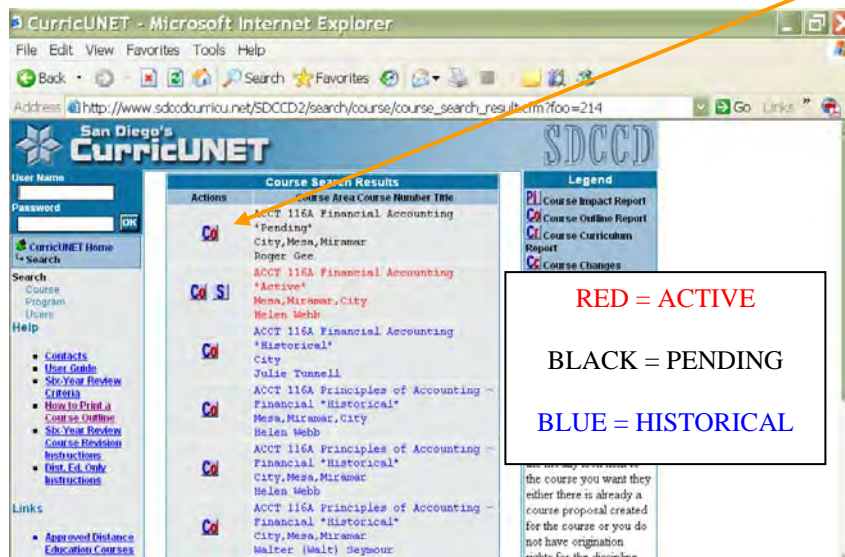 CurricUNET - Microsoft Internet Explorer
File Edit View Favorites Tools Help
Back Search Favorites
Address http://www.sdccdcurricu.net/SDCCD2/search/course/course_search_result.cfm?foo=214 Go Links »
San Diego's
CurricUNET
SDCCD
User Name
Password
OK
CurricUNET Home
Search
Search
Course
Program
Users
Help
Contacts
User Guide
Six-Year Review
Criteria
How to Print a
Course Outline
Six-Year Review
Course Revision
Instructions
Dist. Ed. Only
Instructions
Links
Approved Distance
Education Courses
Course Search Results
Actions Course Area Course Number Title
Co
ACCT 116A Financial Accounting
*Pending*
City,Mesa,Miramar
Roger Gee
Co S
ACCT 116A Financial Accounting
*Active*
Mesa,Miramar,City
Helen Webb
Co
ACCT 116A Financial Accounting
*Historical*
City
Julie Tunnell
Co
ACCT 116A Principles of Accounting -
Financial *Historical*
Mesa,Miramar,City
Helen Webb
Co
ACCT 116A Principles of Accounting -
Financial *Historical*
City,Mesa,Miramar
Helen Webb
Co
ACCT 116A Principles of Accounting -
Financial *Historical*
City,Mesa,Miramar
Walter (Walt) Seymour
Legend
Course Impact Report
Co Course Outline Report
Course Curriculum
Report
Cc Course Changes
RED = ACTIVE
BLACK = PENDING
BLUE = HISTORICAL
the course you want they
either there is already a
course proposal created
for the course or you do
not have origination